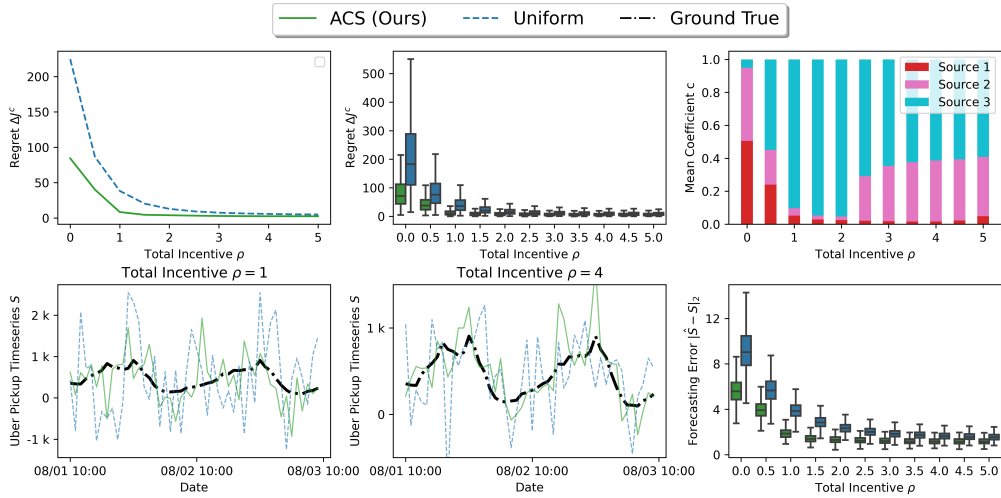 ACS (Ours) Uniform Ground True
Regret ΔJᶜ
200
150
100
50
0
0 1 2 3 4 5
Total Incentive ρ
Regret ΔJᶜ
500
400
300
200
100
0
0.0 0.5 1.0 1.5 2.0 2.5 3.0 3.5 4.0 4.5 5.0
Total Incentive ρ
Mean Coefficient c
1.0
0.8
0.6
0.4
0.2
0.0
Source 1
Source 2
Source 3
0 1 2 3 4 5
Total Incentive ρ
Total Incentive ρ = 1
Uber Pickup Timeseries S
2 k
1 k
0
-1 k
08/01 10:00 08/02 10:00 08/03 10:00
Date
Total Incentive ρ = 4
Uber Pickup Timeseries S
1 k
0
08/01 10:00 08/02 10:00 08/03 10:00
Date
Forecasting Error |Ŝ − S|₂
12
8
4
0
0.0 0.5 1.0 1.5 2.0 2.5 3.0 3.5 4.0 4.5 5.0
Total Incentive ρ